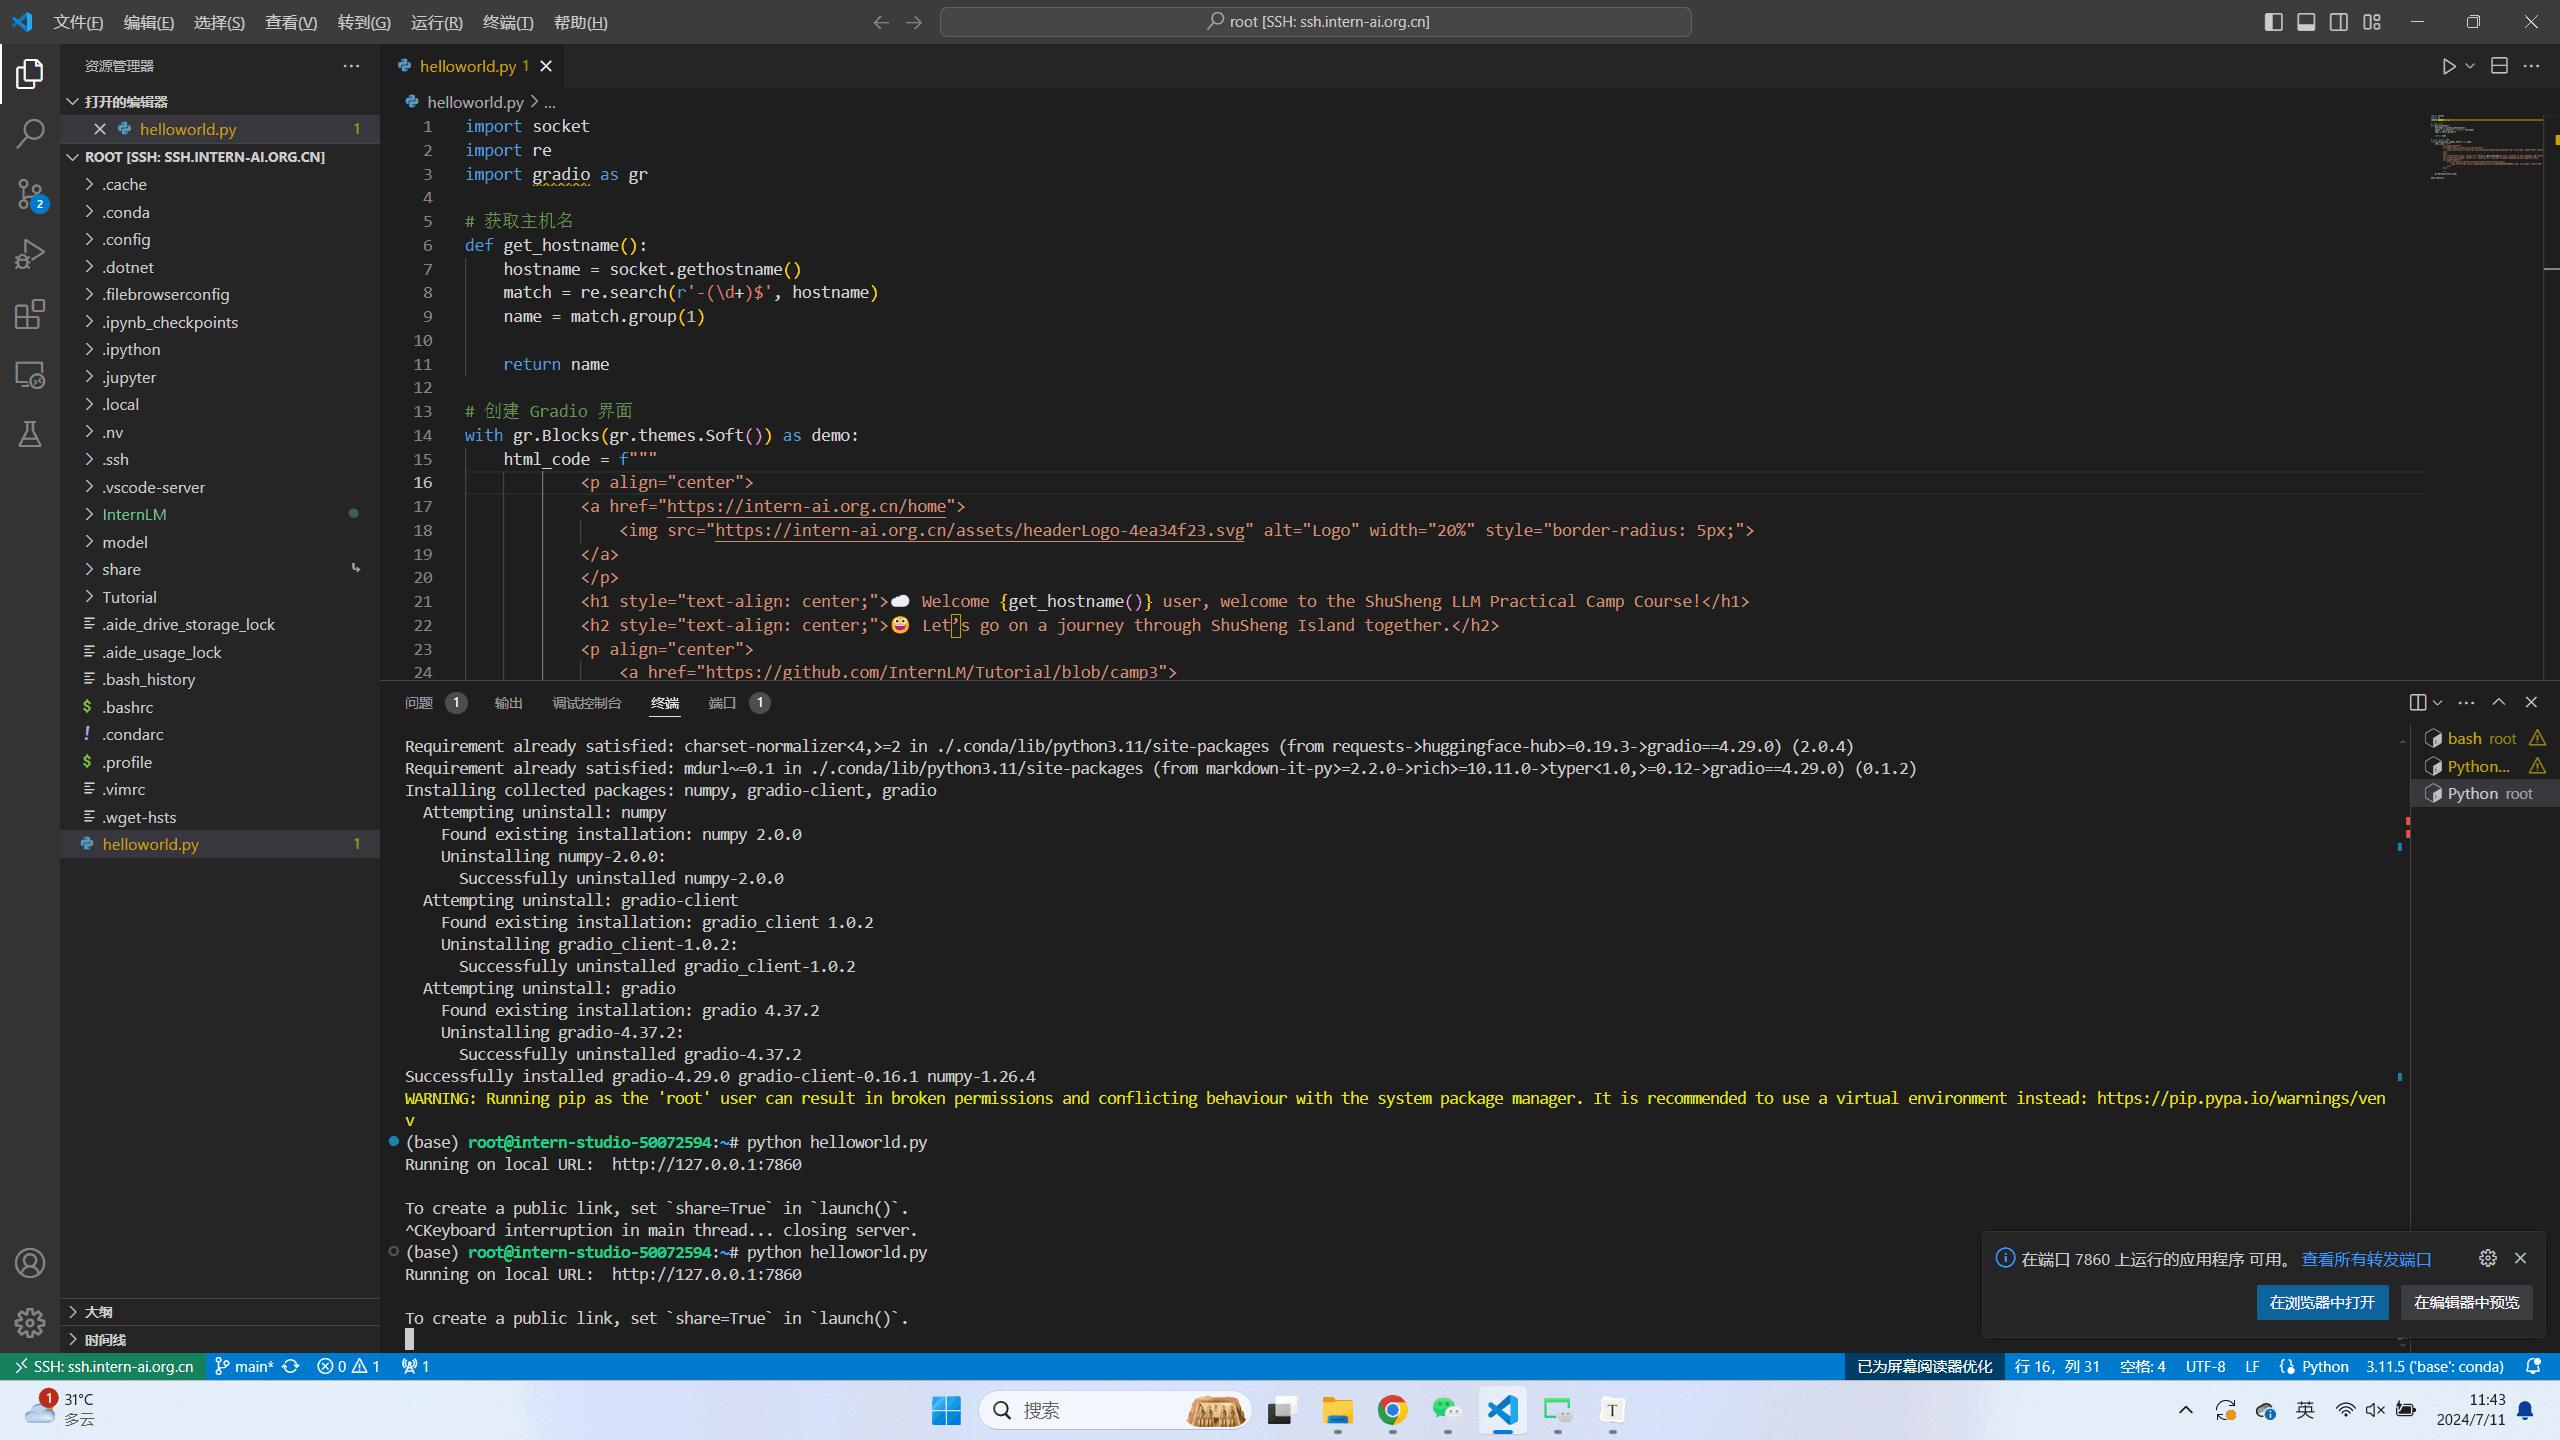 文件(F) 编辑(E) 选择(S) 查看(V) 转到(G) 运行(R) 终端(T) 帮助(H)
root [SSH: ssh.intern-ai.org.cn]
资源管理器
打开的编辑器
helloworld.py 1
ROOT [SSH: SSH.INTERN-AI.ORG.CN]
.cache
.conda
.config
.dotnet
.filebrowserconfig
.ipynb_checkpoints
.ipython
.jupyter
.local
.nv
.ssh
.vscode-server
InternLM
model
share
Tutorial
.aide_drive_storage_lock
.aide_usage_lock
.bash_history
.bashrc
.condarc
.profile
.vimrc
.wget-hsts
helloworld.py 1
大纲
时间线
2
helloworld.py 1
helloworld.py > ...
1 import socket
2 import re
3 import gradio as gr
4
5 # 获取主机名
6 def get_hostname():
7 hostname = socket.gethostname()
8 match = re.search(r'-(\d+)$', hostname)
9 name = match.group(1)
10
11 return name
12
13 # 创建 Gradio 界面
14 with gr.Blocks(gr.themes.Soft()) as demo:
15 html_code = f"""
16 <p align="center">
17 <a href="https://intern-ai.org.cn/home">
18 <img src="https://intern-ai.org.cn/assets/headerLogo-4ea34f23.svg" alt="Logo" width="20%" style="border-radius: 5px;">
19 </a>
20 </p>
21 <h1 style="text-align: center;">☁️ Welcome {get_hostname()} user, welcome to the ShuSheng LLM Practical Camp Course!</h1>
22 <h2 style="text-align: center;">😀 Let’s go on a journey through ShuSheng Island together.</h2>
23 <p align="center">
24 <a href="https://github.com/InternLM/Tutorial/blob/camp3">
问题 1 输出 调试控制台 终端 端口 1
Requirement already satisfied: charset-normalizer<4,>=2 in ./.conda/lib/python3.11/site-packages (from requests->huggingface-hub>=0.19.3->gradio==4.29.0) (2.0.4)
Requirement already satisfied: mdurl~=0.1 in ./.conda/lib/python3.11/site-packages (from markdown-it-py>=2.2.0->rich>=10.11.0->typer<1.0,>=0.12->gradio==4.29.0) (0.1.2)
Installing collected packages: numpy, gradio-client, gradio
Attempting uninstall: numpy
Found existing installation: numpy 2.0.0
Uninstalling numpy-2.0.0:
Successfully uninstalled numpy-2.0.0
Attempting uninstall: gradio-client
Found existing installation: gradio_client 1.0.2
Uninstalling gradio_client-1.0.2:
Successfully uninstalled gradio_client-1.0.2
Attempting uninstall: gradio
Found existing installation: gradio 4.37.2
Uninstalling gradio-4.37.2:
Successfully uninstalled gradio-4.37.2
Successfully installed gradio-4.29.0 gradio-client-0.16.1 numpy-1.26.4
WARNING: Running pip as the 'root' user can result in broken permissions and conflicting behaviour with the system package manager. It is recommended to use a virtual environment instead: https://pip.pypa.io/warnings/ven
v
(base) root@intern-studio-50072594:~# python helloworld.py
Running on local URL:  http://127.0.0.1:7860
To create a public link, set `share=True` in `launch()`.
^CKeyboard interruption in main thread... closing server.
(base) root@intern-studio-50072594:~# python helloworld.py
Running on local URL:  http://127.0.0.1:7860
To create a public link, set `share=True` in `launch()`.
bash root
Python...
Python root
在端口 7860 上运行的应用程序 可用。 查看所有转发端口
在浏览器中打开 在编辑器中预览
SSH: ssh.intern-ai.org.cn main* 0 1 1
已为屏幕阅读器优化 行 16，列 31 空格: 4 UTF-8 LF Python 3.11.5 ('base': conda)
1
31°C
多云
搜索
T
英
11:43
2024/7/11